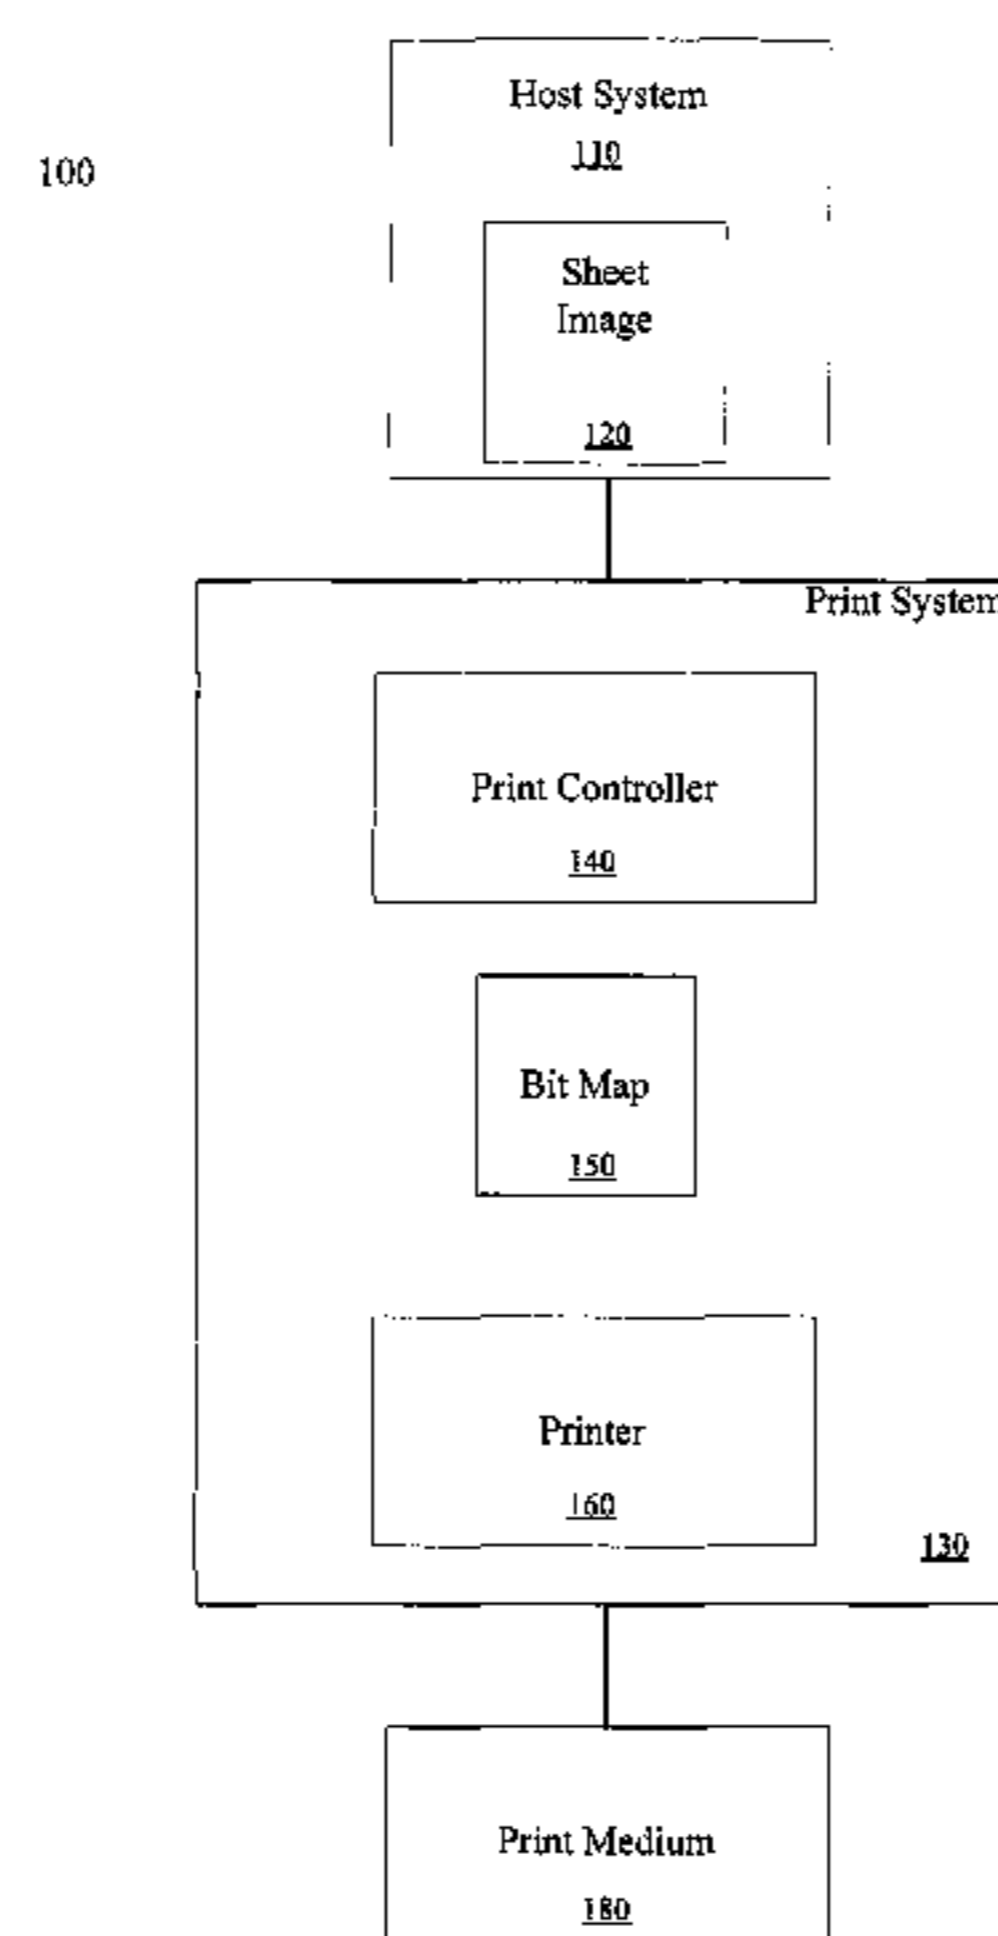 Host System
110
100
Sheet
Image
120
Print System
Print Controller
140
Bit Map
150
Printer
160
130
Print Medium
180